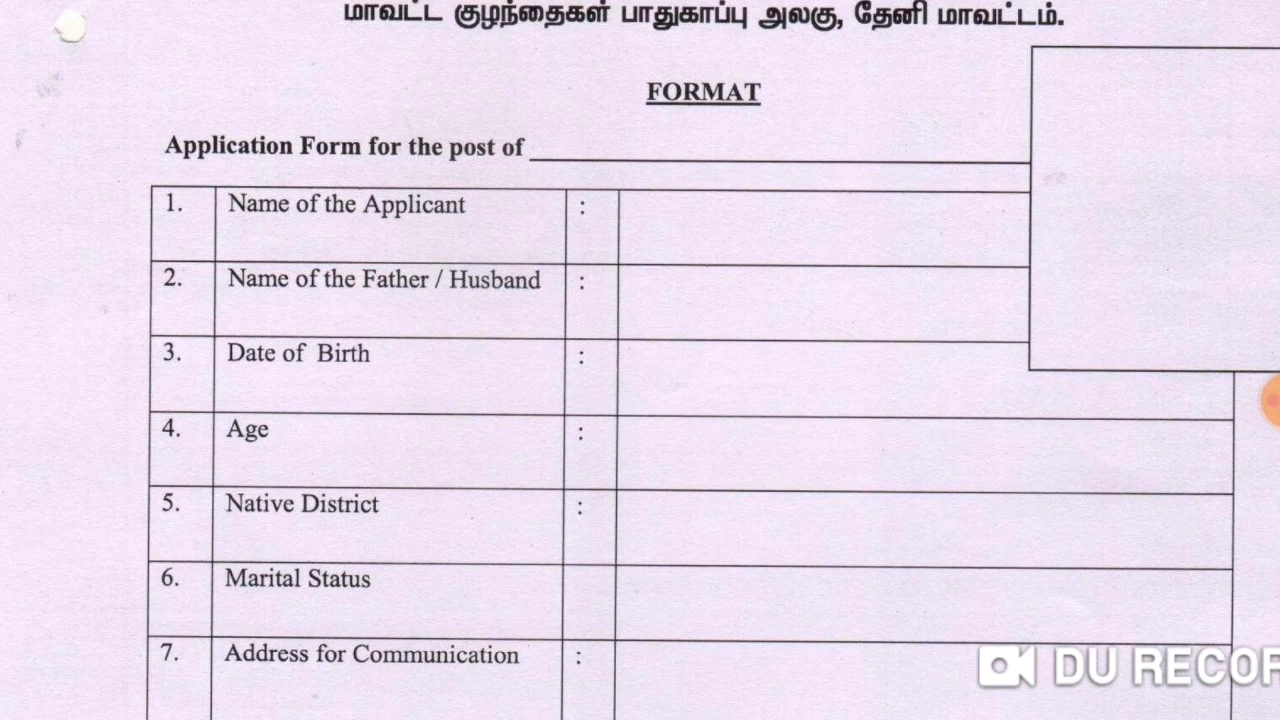 மாவட்ட குழந்தைகள் பாதுகாப்பு அலகு, தேனி மாவட்டம்.
FORMAT
Application Form for the post of
1. Name of the Applicant :
2. Name of the Father / Husband :
3. Date of Birth :
4. Age :
5. Native District :
6. Marital Status
7. Address for Communication :
DU RECOR